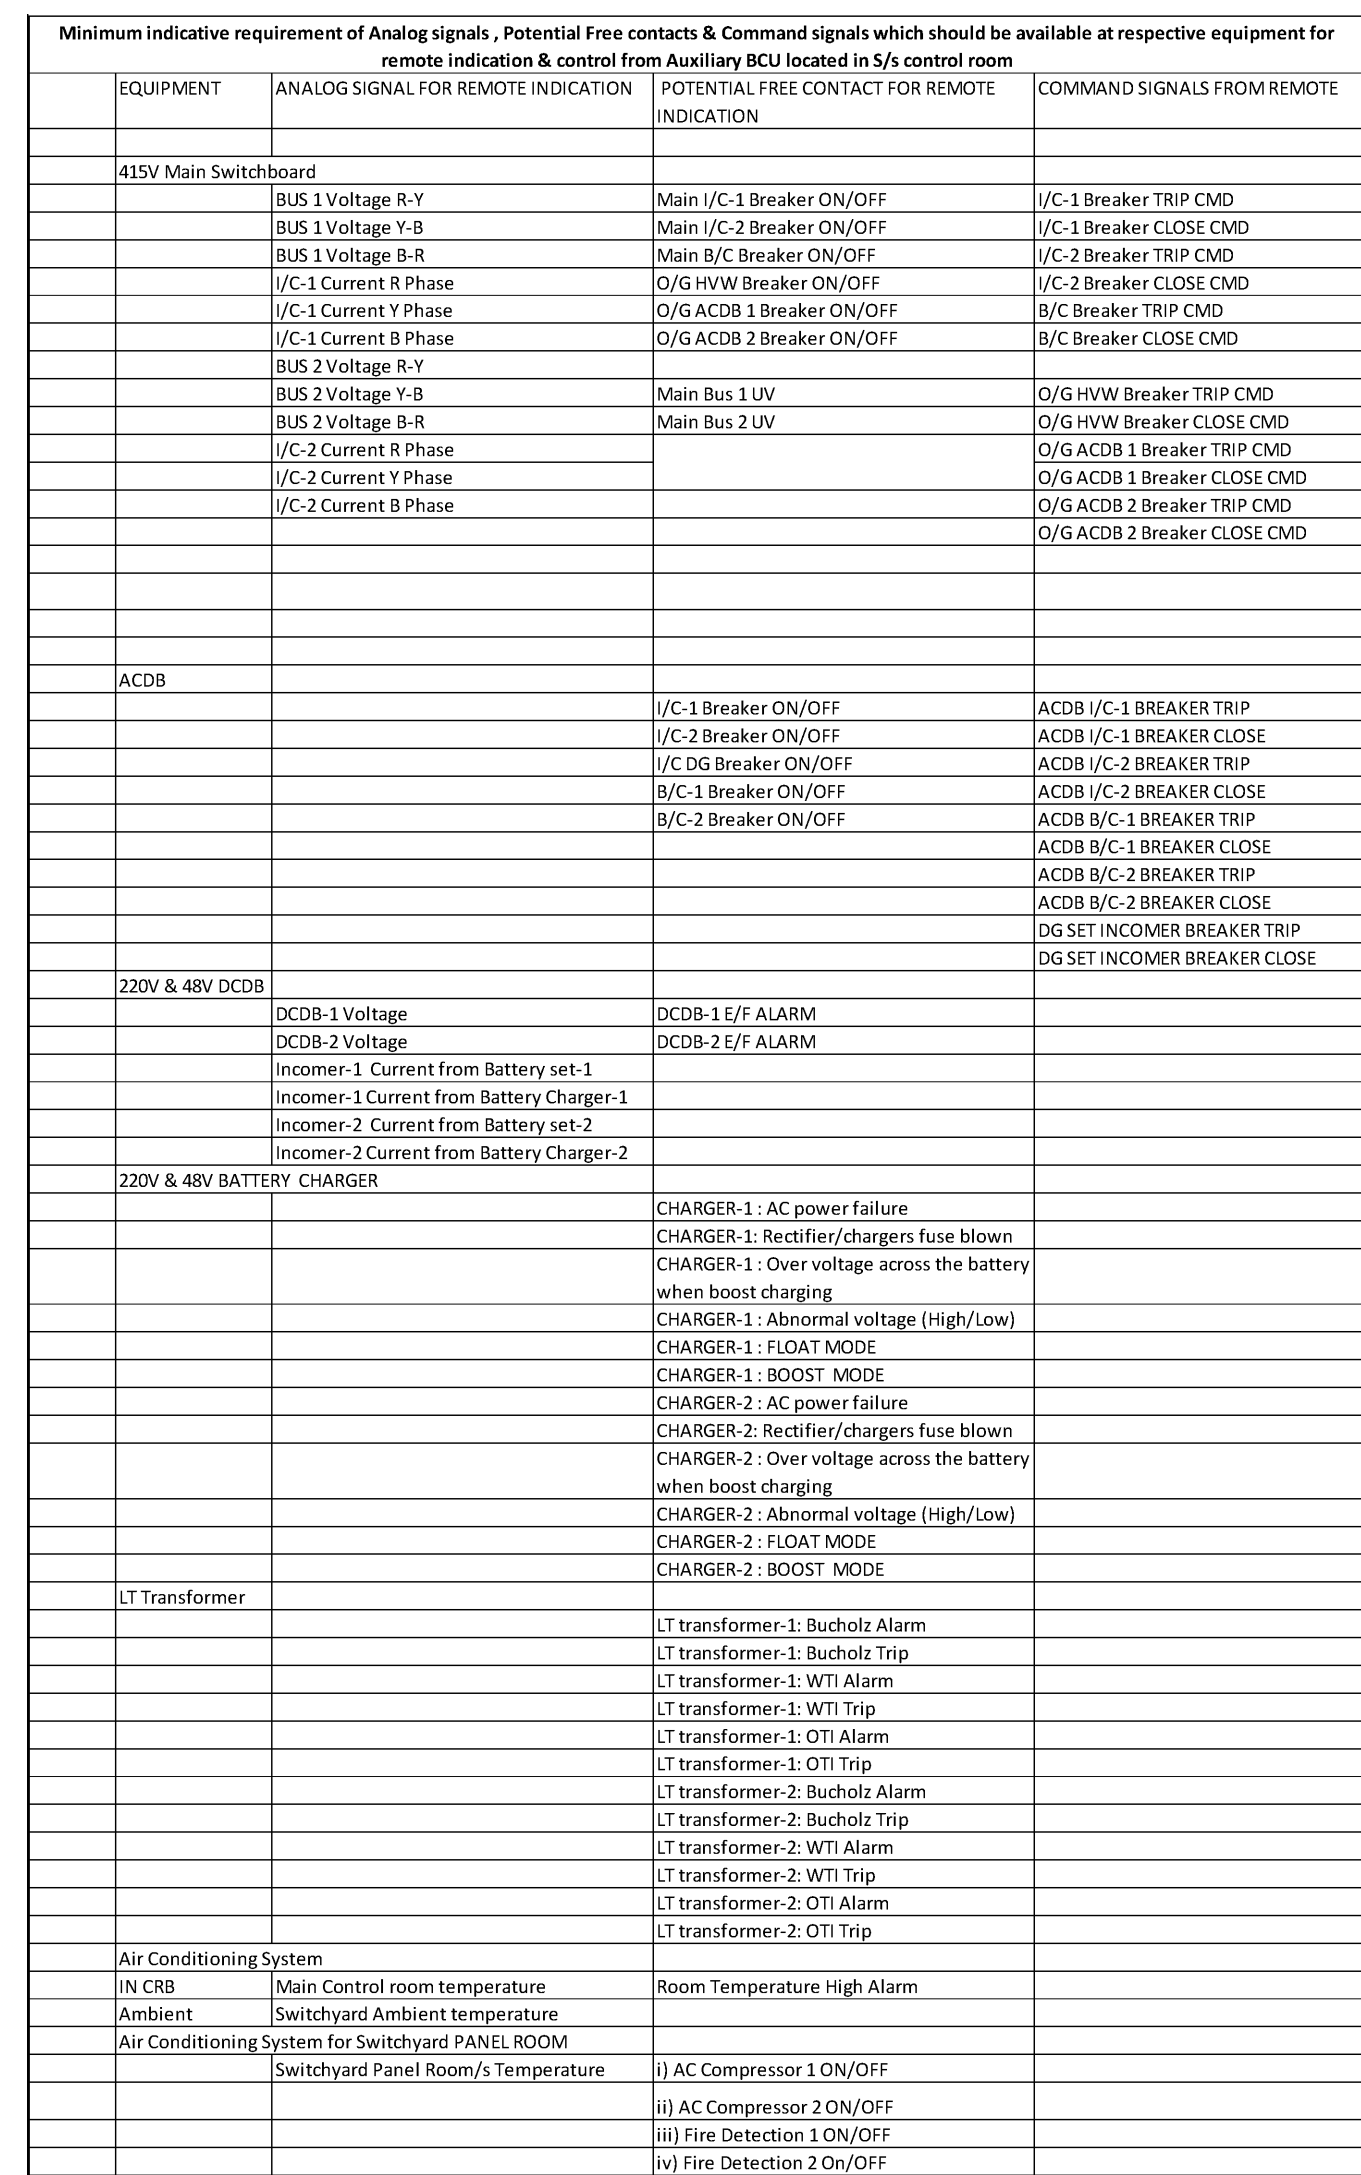 Minimum indicative requirement of Analog signals , Potential Free contacts & Command signals which should be available at respective equipment for
remote indication & control from Auxiliary BCU located in S/s control room
EQUIPMENT ANALOG SIGNAL FOR REMOTE INDICATION POTENTIAL FREE CONTACT FOR REMOTE COMMAND SIGNALS FROM REMOTE
INDICATION
415V Main Switchboard
BUS 1 Voltage R-Y Main I/C-1 Breaker ON/OFF I/C-1 Breaker TRIP CMD
BUS 1 Voltage Y-B Main I/C-2 Breaker ON/OFF I/C-1 Breaker CLOSE CMD
BUS 1 Voltage B-R Main B/C Breaker ON/OFF I/C-2 Breaker TRIP CMD
I/C-1 Current R Phase O/G HVW Breaker ON/OFF I/C-2 Breaker CLOSE CMD
I/C-1 Current Y Phase O/G ACDB 1 Breaker ON/OFF B/C Breaker TRIP CMD
I/C-1 Current B Phase O/G ACDB 2 Breaker ON/OFF B/C Breaker CLOSE CMD
BUS 2 Voltage R-Y
BUS 2 Voltage Y-B Main Bus 1 UV O/G HVW Breaker TRIP CMD
BUS 2 Voltage B-R Main Bus 2 UV O/G HVW Breaker CLOSE CMD
I/C-2 Current R Phase O/G ACDB 1 Breaker TRIP CMD
I/C-2 Current Y Phase O/G ACDB 1 Breaker CLOSE CMD
I/C-2 Current B Phase O/G ACDB 2 Breaker TRIP CMD
O/G ACDB 2 Breaker CLOSE CMD
ACDB
I/C-1 Breaker ON/OFF ACDB I/C-1 BREAKER TRIP
I/C-2 Breaker ON/OFF ACDB I/C-1 BREAKER CLOSE
I/C DG Breaker ON/OFF ACDB I/C-2 BREAKER TRIP
B/C-1 Breaker ON/OFF ACDB I/C-2 BREAKER CLOSE
B/C-2 Breaker ON/OFF ACDB B/C-1 BREAKER TRIP
ACDB B/C-1 BREAKER CLOSE
ACDB B/C-2 BREAKER TRIP
ACDB B/C-2 BREAKER CLOSE
DG SET INCOMER BREAKER TRIP
DG SET INCOMER BREAKER CLOSE
220V & 48V DCDB
DCDB-1 Voltage DCDB-1 E/F ALARM
DCDB-2 Voltage DCDB-2 E/F ALARM
Incomer-1 Current from Battery set-1
Incomer-1 Current from Battery Charger-1
Incomer-2 Current from Battery set-2
Incomer-2 Current from Battery Charger-2
220V & 48V BATTERY CHARGER
CHARGER-1 : AC power failure
CHARGER-1: Rectifier/chargers fuse blown
CHARGER-1 : Over voltage across the battery
when boost charging
CHARGER-1 : Abnormal voltage (High/Low)
CHARGER-1 : FLOAT MODE
CHARGER-1 : BOOST MODE
CHARGER-2 : AC power failure
CHARGER-2: Rectifier/chargers fuse blown
CHARGER-2 : Over voltage across the battery
when boost charging
CHARGER-2 : Abnormal voltage (High/Low)
CHARGER-2 : FLOAT MODE
CHARGER-2 : BOOST MODE
LT Transformer
LT transformer-1: Bucholz Alarm
LT transformer-1: Bucholz Trip
LT transformer-1: WTI Alarm
LT transformer-1: WTI Trip
LT transformer-1: OTI Alarm
LT transformer-1: OTI Trip
LT transformer-2: Bucholz Alarm
LT transformer-2: Bucholz Trip
LT transformer-2: WTI Alarm
LT transformer-2: WTI Trip
LT transformer-2: OTI Alarm
LT transformer-2: OTI Trip
Air Conditioning System
IN CRB Main Control room temperature Room Temperature High Alarm
Ambient Switchyard Ambient temperature
Air Conditioning System for Switchyard PANEL ROOM
Switchyard Panel Room/s Temperature i) AC Compressor 1 ON/OFF
ii) AC Compressor 2 ON/OFF
iii) Fire Detection 1 ON/OFF
iv) Fire Detection 2 On/OFF